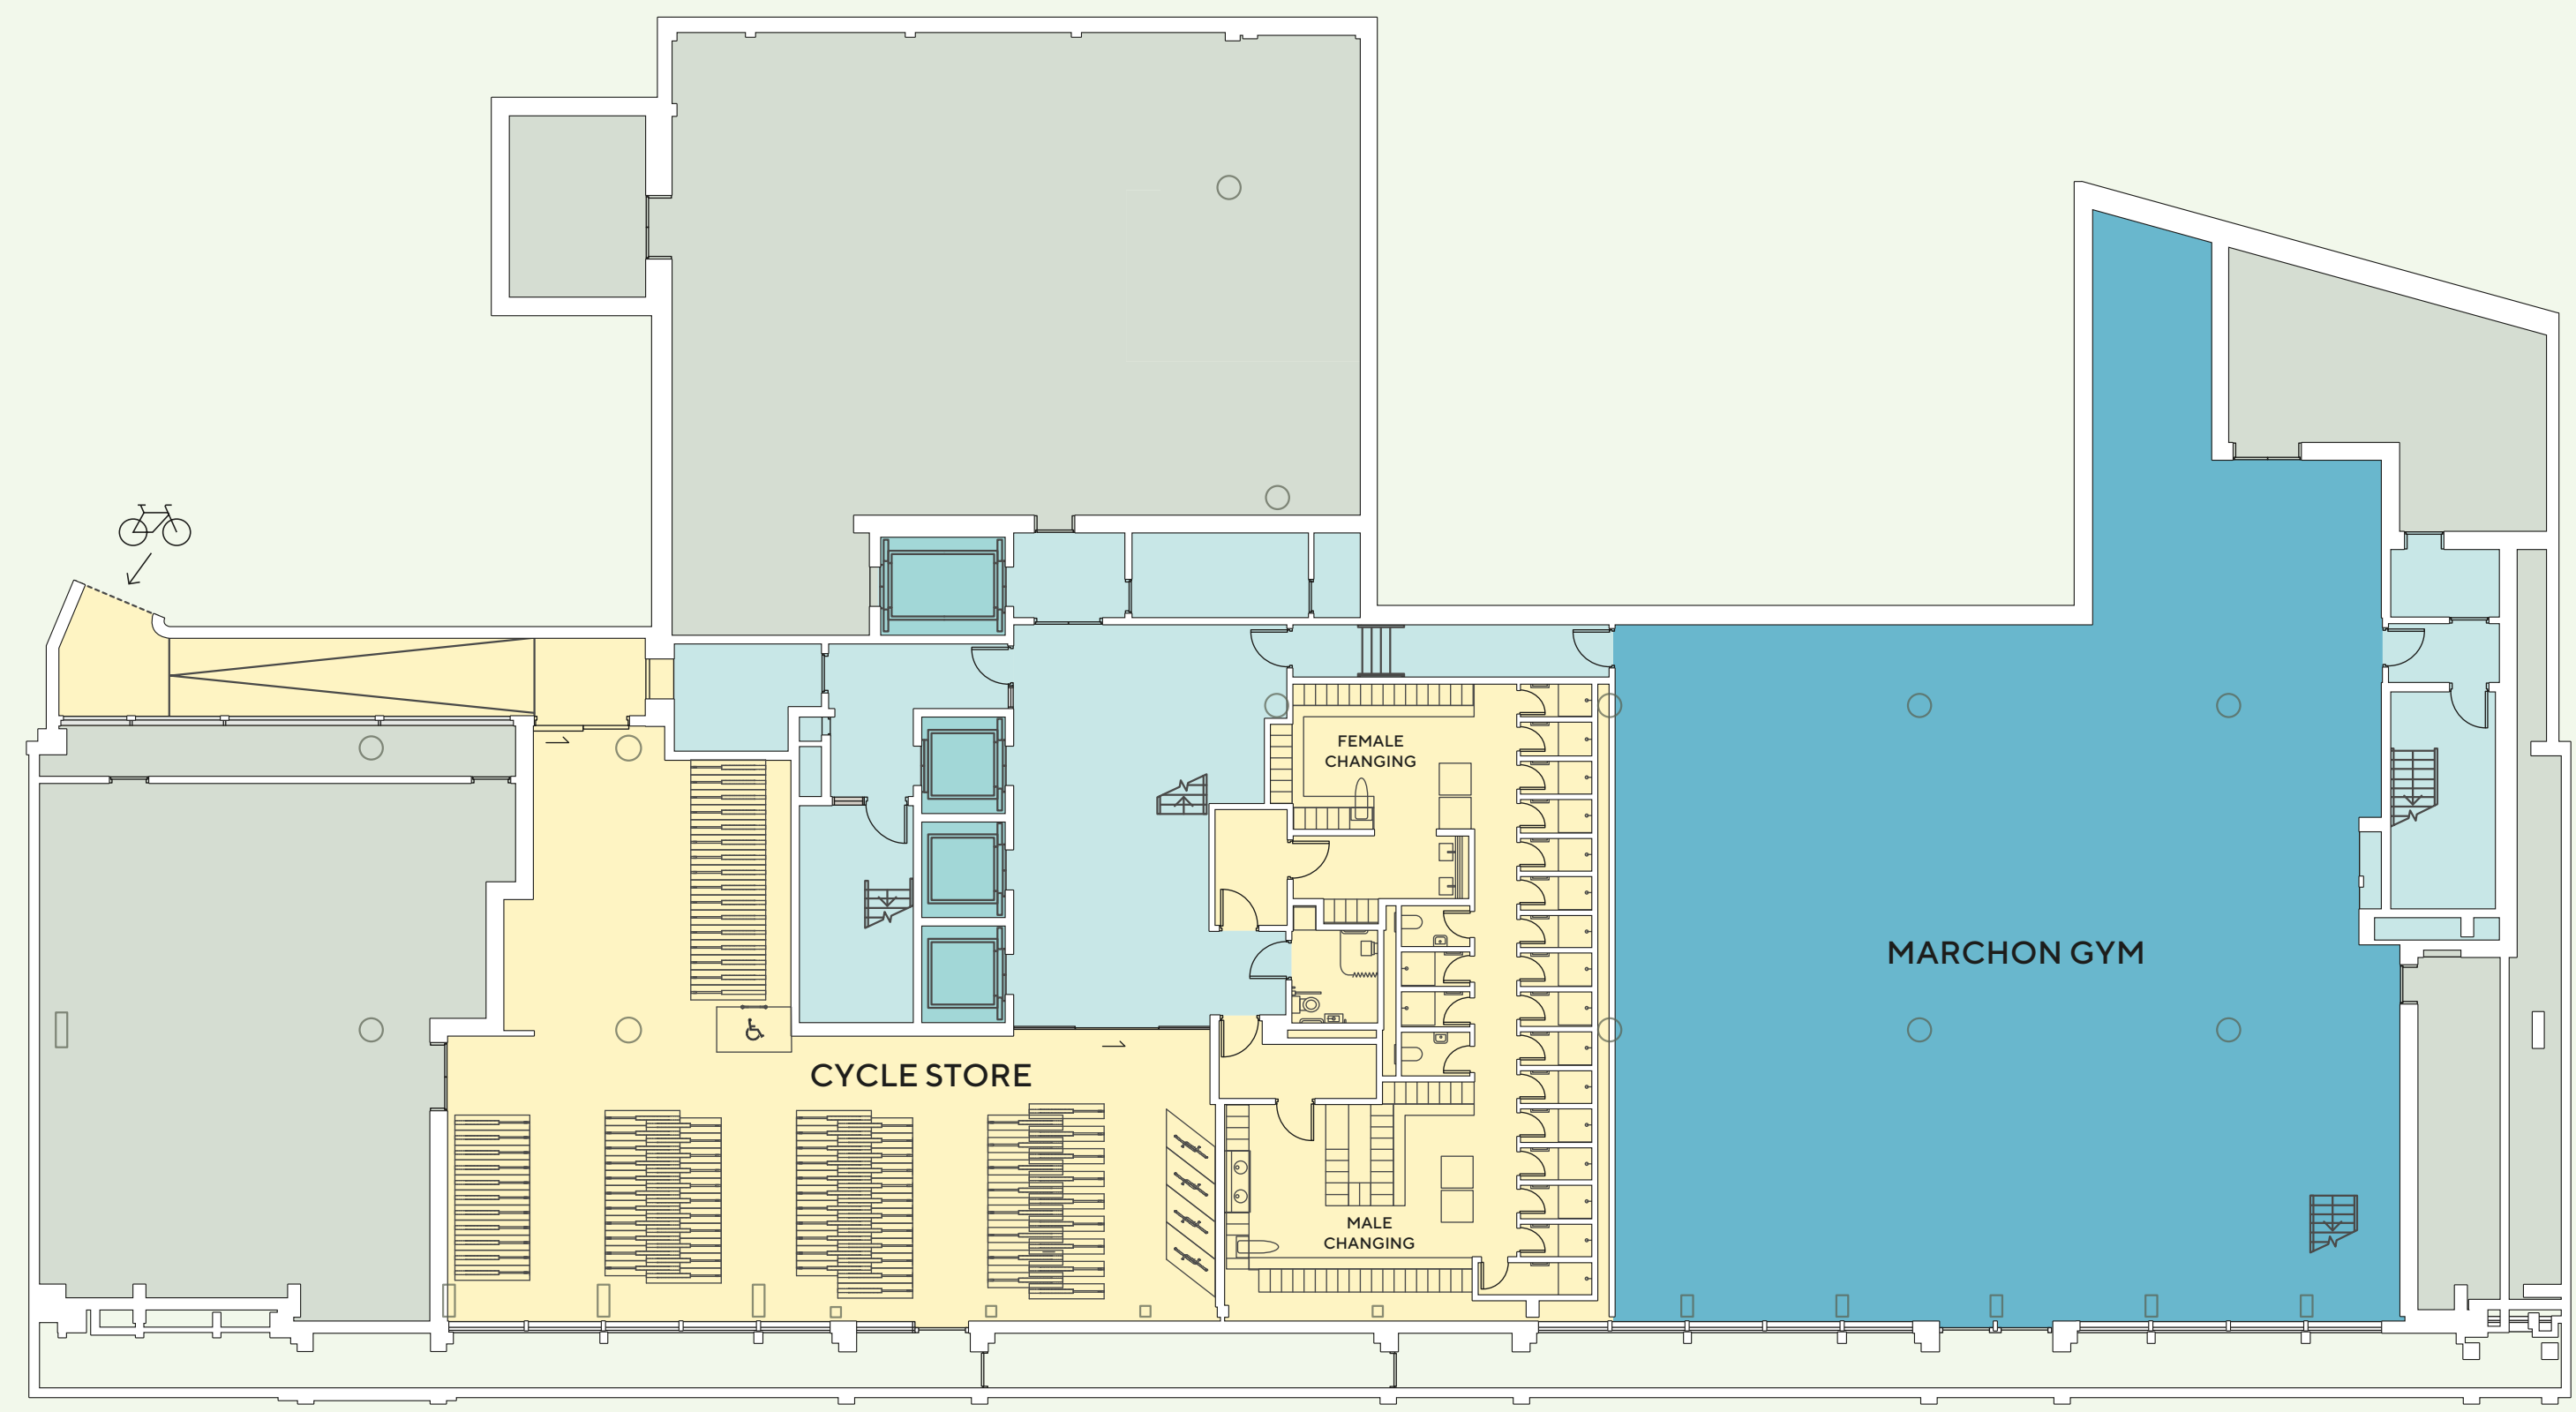 FEMALE
CHANGING
MARCHON GYM
CYCLE STORE
MALE
CHANGING